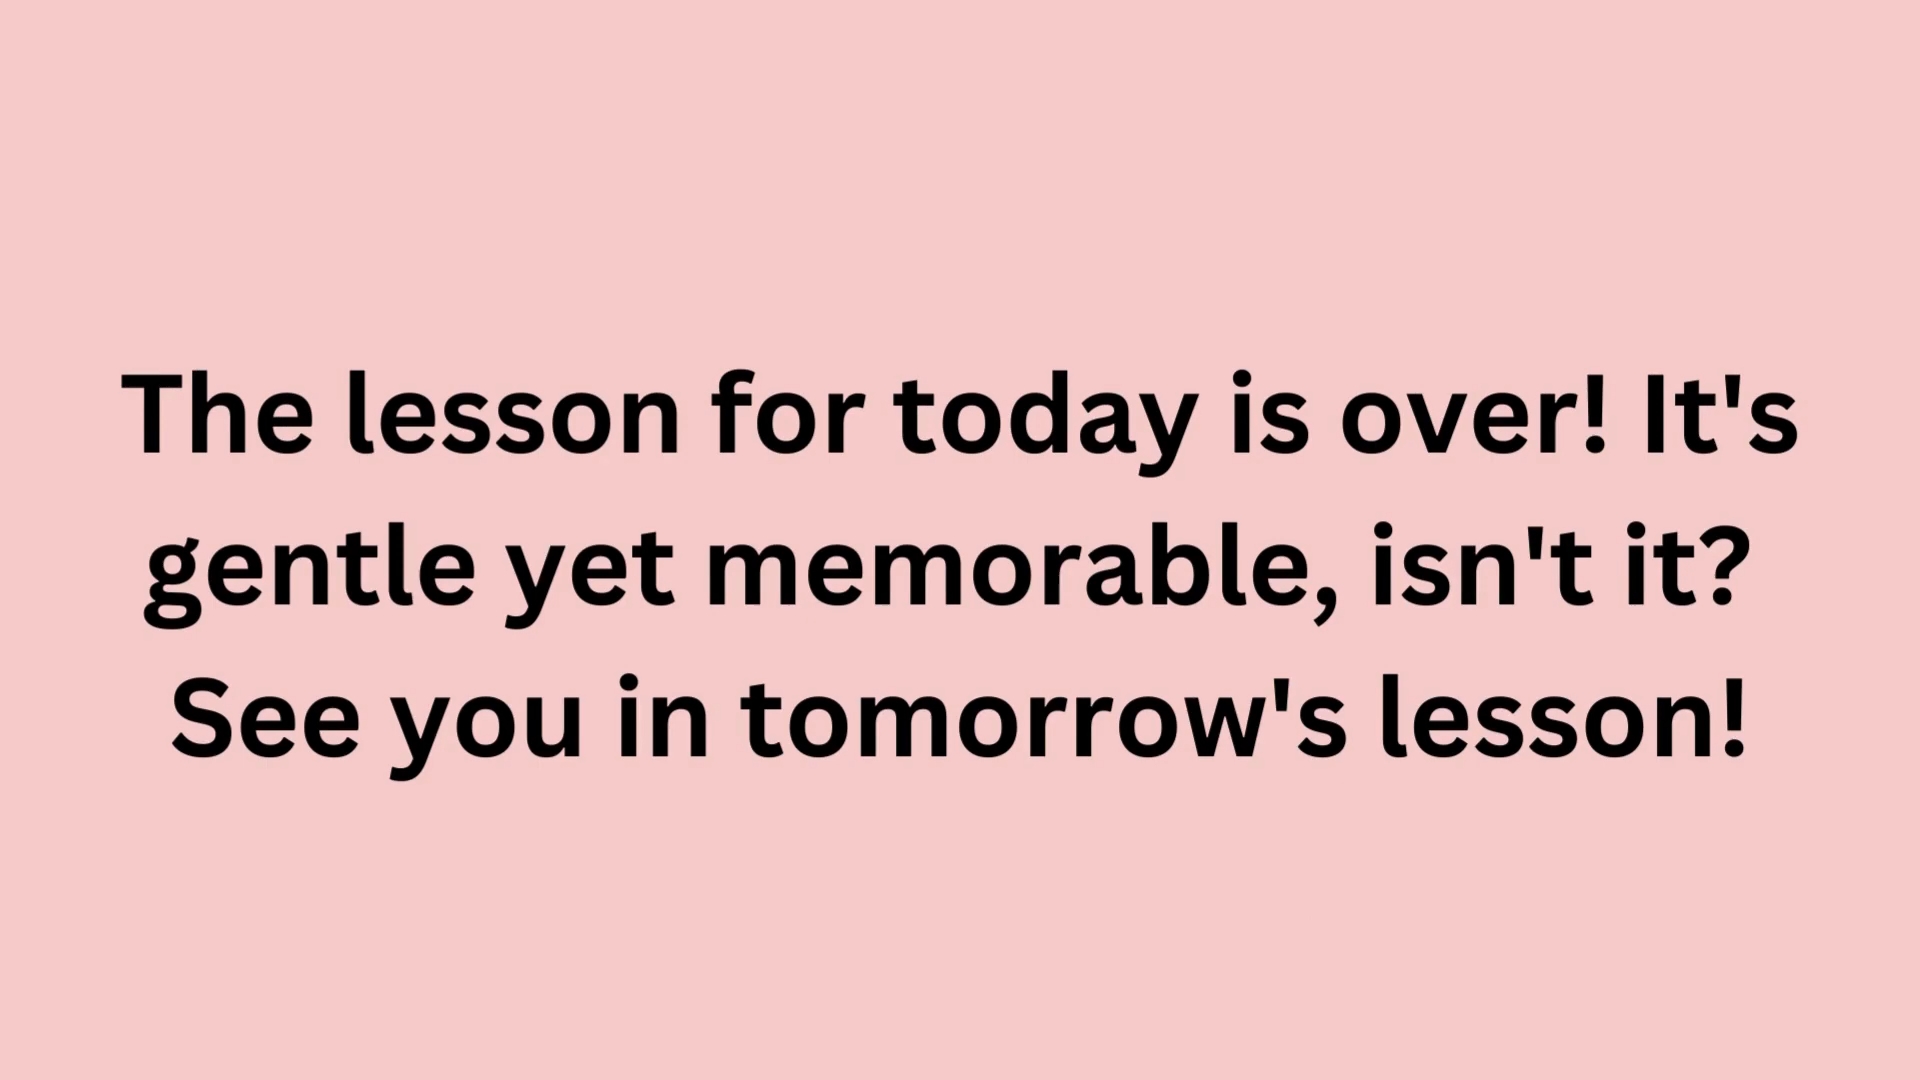 The lesson for today is over! It's
gentle yet memorable, isn't it?
See you in tomorrow's lesson!